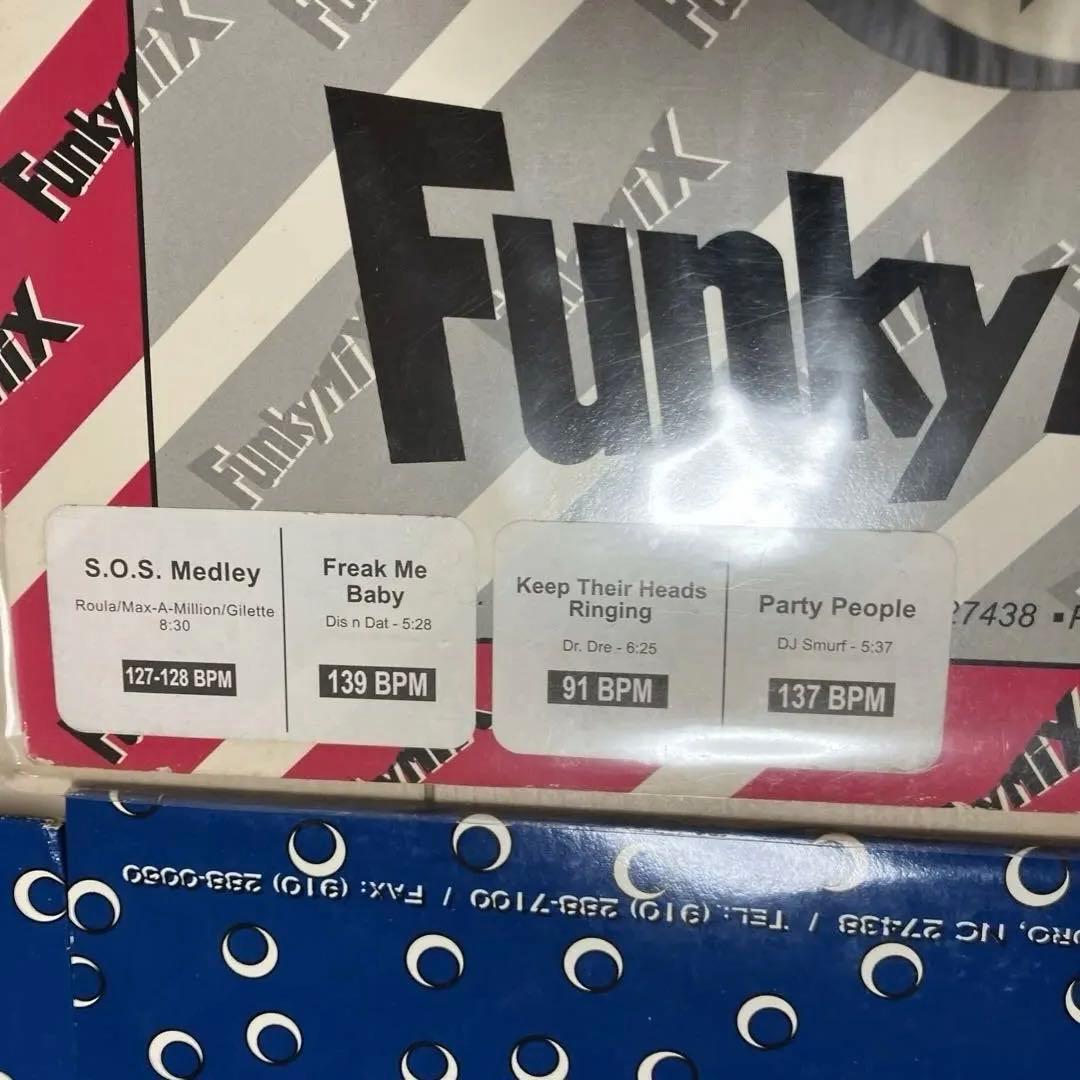 FunkymiX
Funky
FunkymiX
miX
FunkymiX
S.O.S. Medley
Roula/Max-A-Million/Gilette
8:30
127-128 BPM
Freak Me
Baby
Dis n Dat - 5:28
139 BPM
Keep Their Heads
Ringing
Dr. Dre - 6:25
91 BPM
Party People
DJ Smurf - 5:37
137 BPM
27438 ▪
ORO, NC 27438 / TEL: (910) 288-7100 / FAX: (910) 288-0050